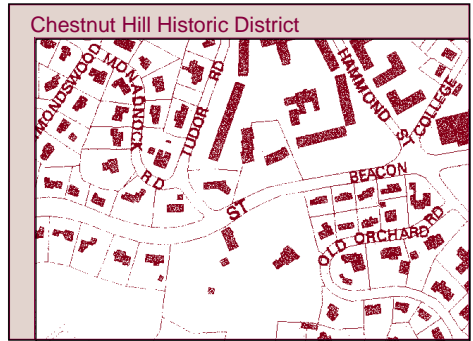 Chestnut Hill Historic District
MONDSWOOD
MONADNOCK
RD
TUDOR RD
HAMMOND ST
COLLEGE
BEACON
ST
OLD ORCHARD RD